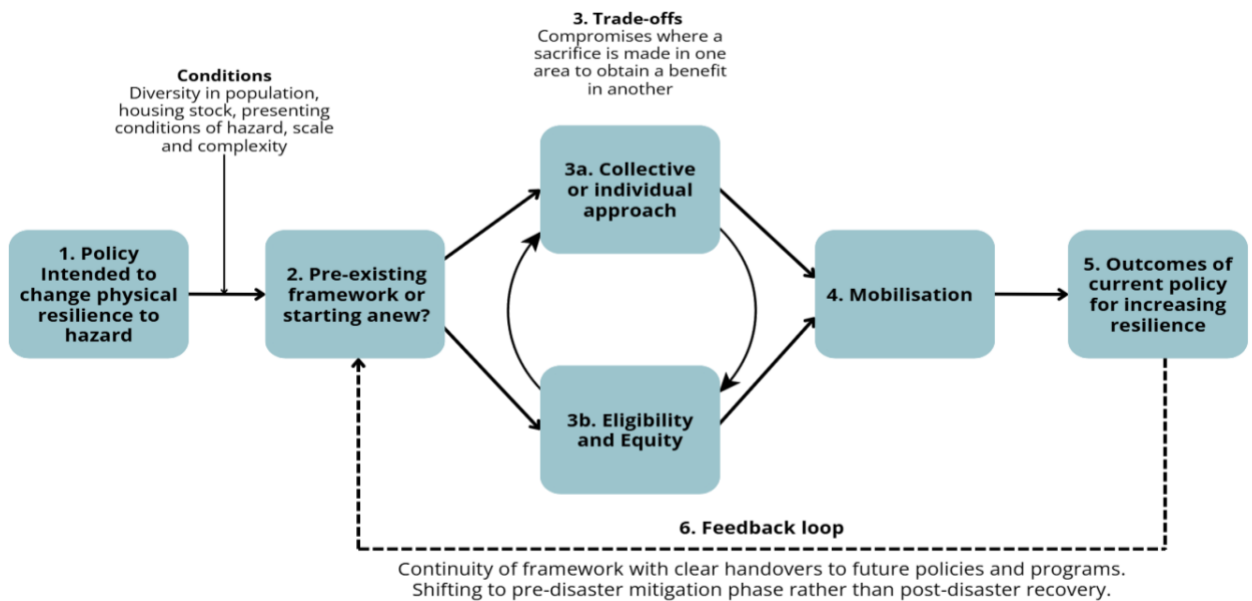 3. Trade-offs
Compromises where a
sacrifice is made in one
area to obtain a benefit
in another
Conditions
Diversity in population,
housing stock, presenting
conditions of hazard, scale
and complexity
1. Policy
Intended to
change physical
resilience to
hazard
2. Pre-existing
framework or
starting anew?
3a. Collective
or individual
approach
3b. Eligibility
and Equity
4. Mobilisation
5. Outcomes of
current policy
for increasing
resilience
6. Feedback loop
Continuity of framework with clear handovers to future policies and programs.
Shifting to pre-disaster mitigation phase rather than post-disaster recovery.